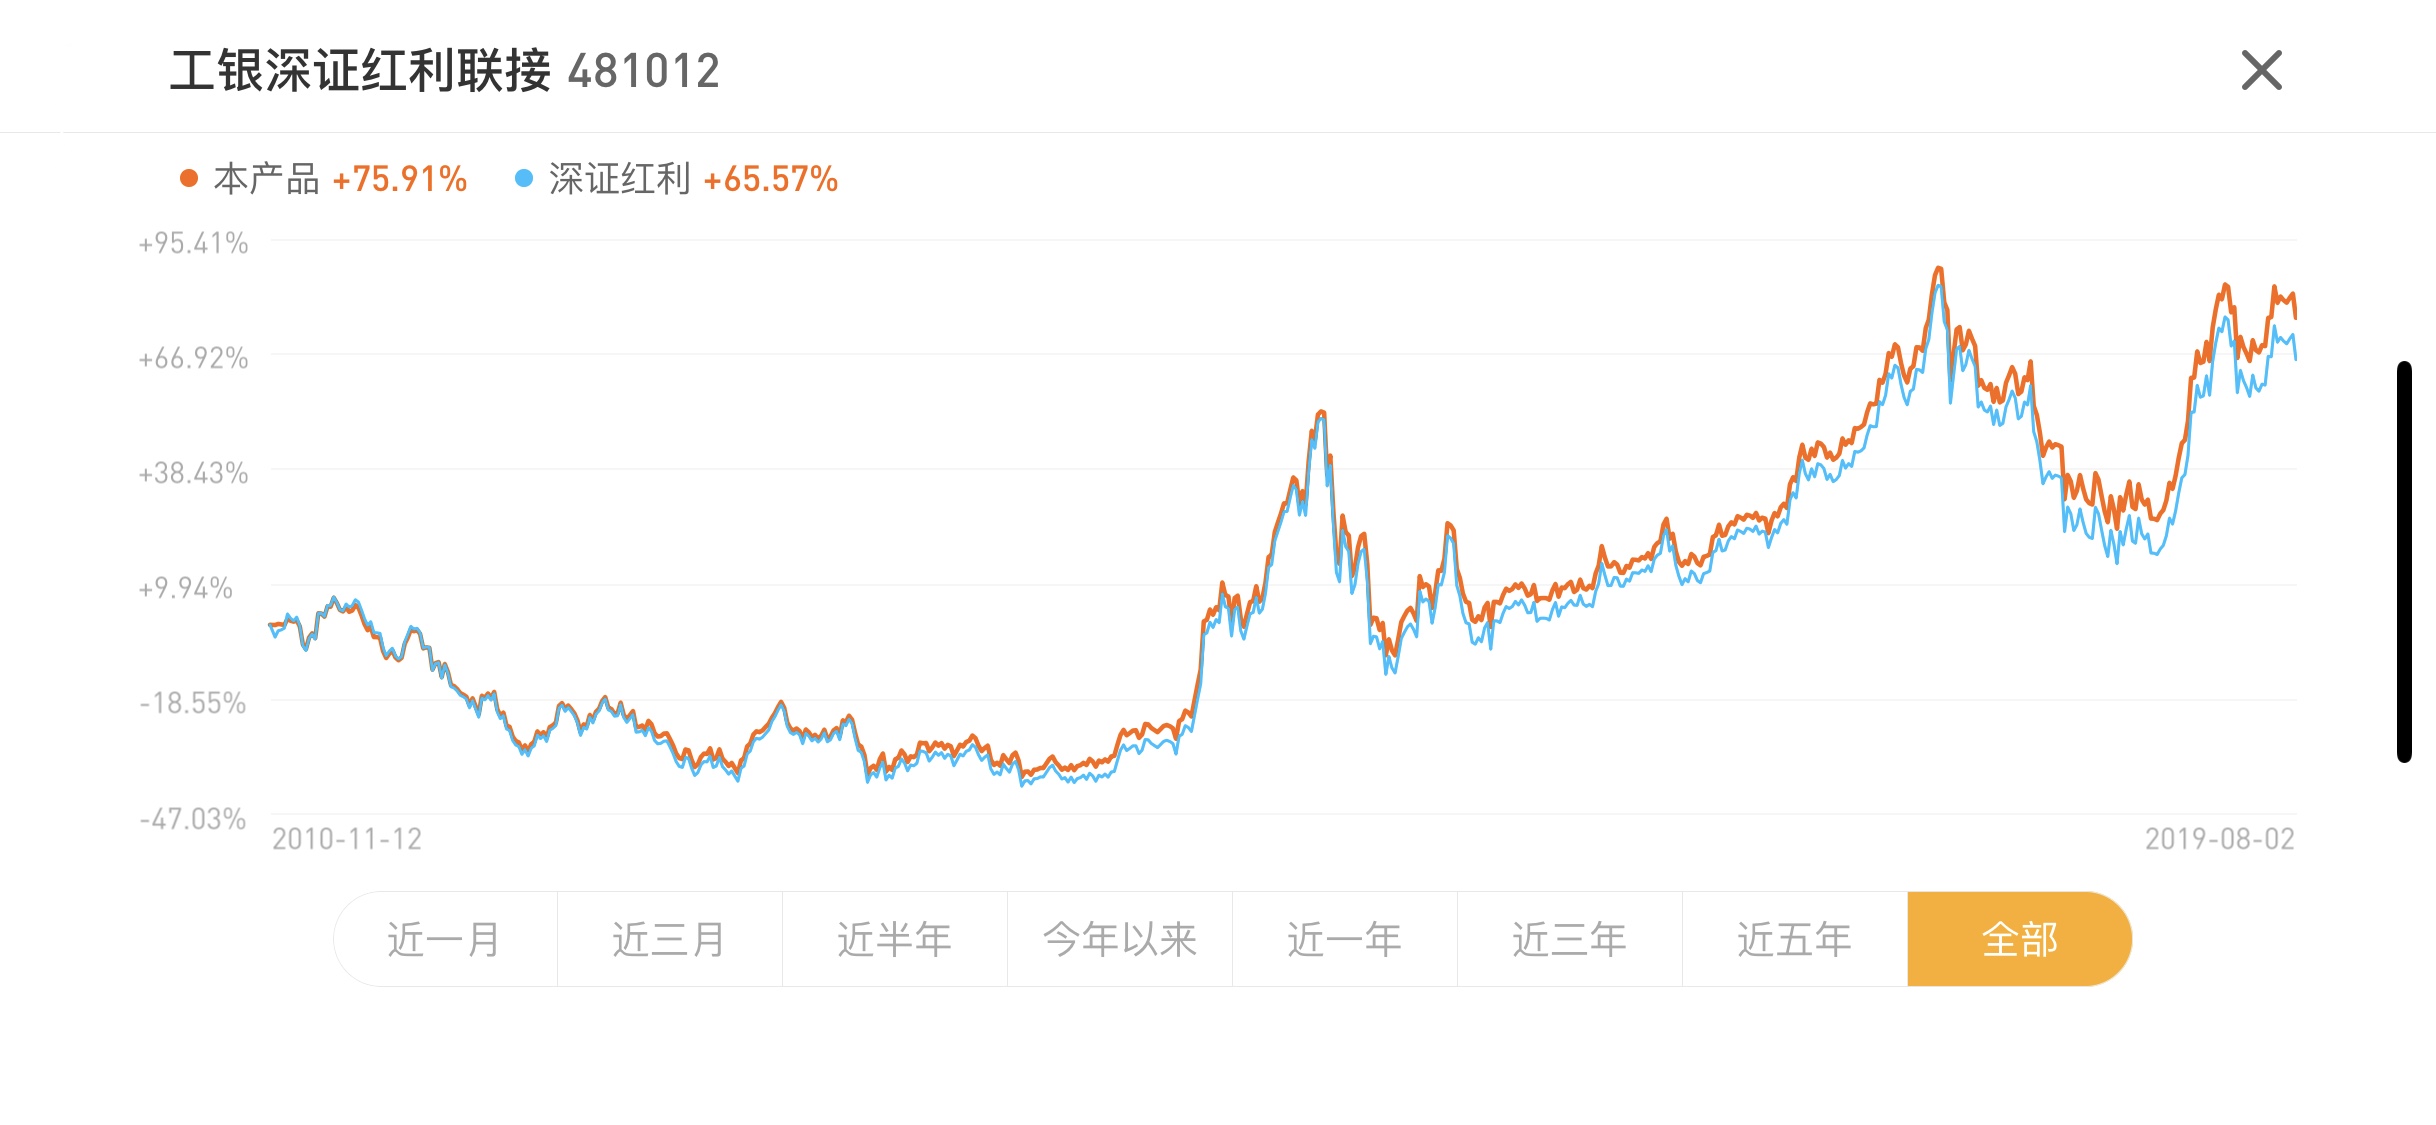 工银深证红利联接 481012
本产品 +75.91% 深证红利 +65.57%
+95.41%
+66.92%
+38.43%
+9.94%
-18.55%
-47.03%
2010-11-12 2019-08-02
近一月 近三月 近半年 今年以来 近一年 近三年 近五年 全部